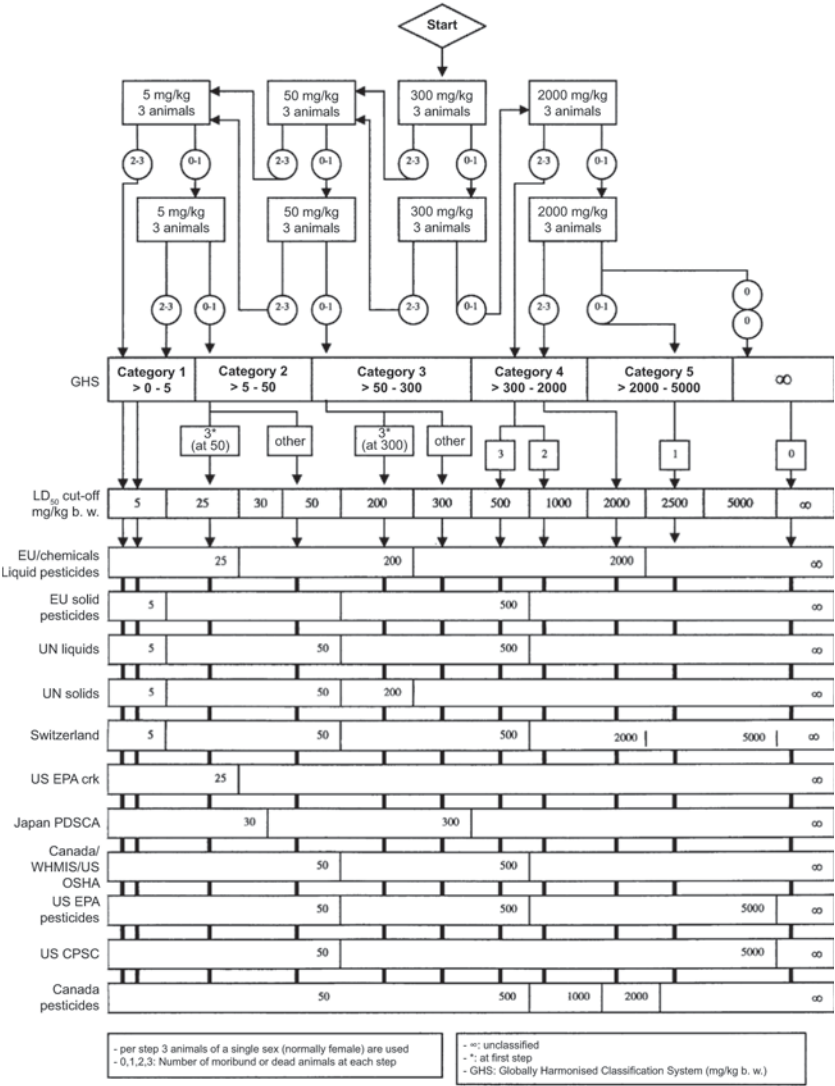 Start
5 mg/kg
3 animals
50 mg/kg
3 animals
300 mg/kg
3 animals
2000 mg/kg
3 animals
2-3
0-1
2-3
0-1
2-3
0-1
2-3
0-1
5 mg/kg
3 animals
50 mg/kg
3 animals
300 mg/kg
3 animals
2000 mg/kg
3 animals
2-3
0-1
2-3
0-1
2-3
0-1
2-3
0-1
0
0
GHS
Category 1
> 0 - 5
Category 2
> 5 - 50
Category 3
> 50 - 300
Category 4
> 300 - 2000
Category 5
> 2000 - 5000
∞
3*
(at 50)
other
3*
(at 300)
other
3
2
1
0
LD50 cut-off
mg/kg b. w.
5
25
30
50
200
300
500
1000
2000
2500
5000
∞
EU/chemicals
Liquid pesticides
25
200
2000
∞
EU solid
pesticides
5
500
∞
UN liquids
5
50
500
∞
UN solids
5
50
200
∞
Switzerland
5
50
500
2000
5000
∞
US EPA crk
25
∞
Japan PDSCA
30
300
∞
Canada/
WHMIS/US
OSHA
50
500
∞
US EPA
pesticides
50
500
5000
∞
US CPSC
50
5000
∞
Canada
pesticides
50
500
1000
2000
∞
- per step 3 animals of a single sex (normally female) are used
- 0,1,2,3: Number of moribund or dead animals at each step
- ∞: unclassified
- *: at first step
- GHS: Globally Harmonised Classification System (mg/kg b. w.)